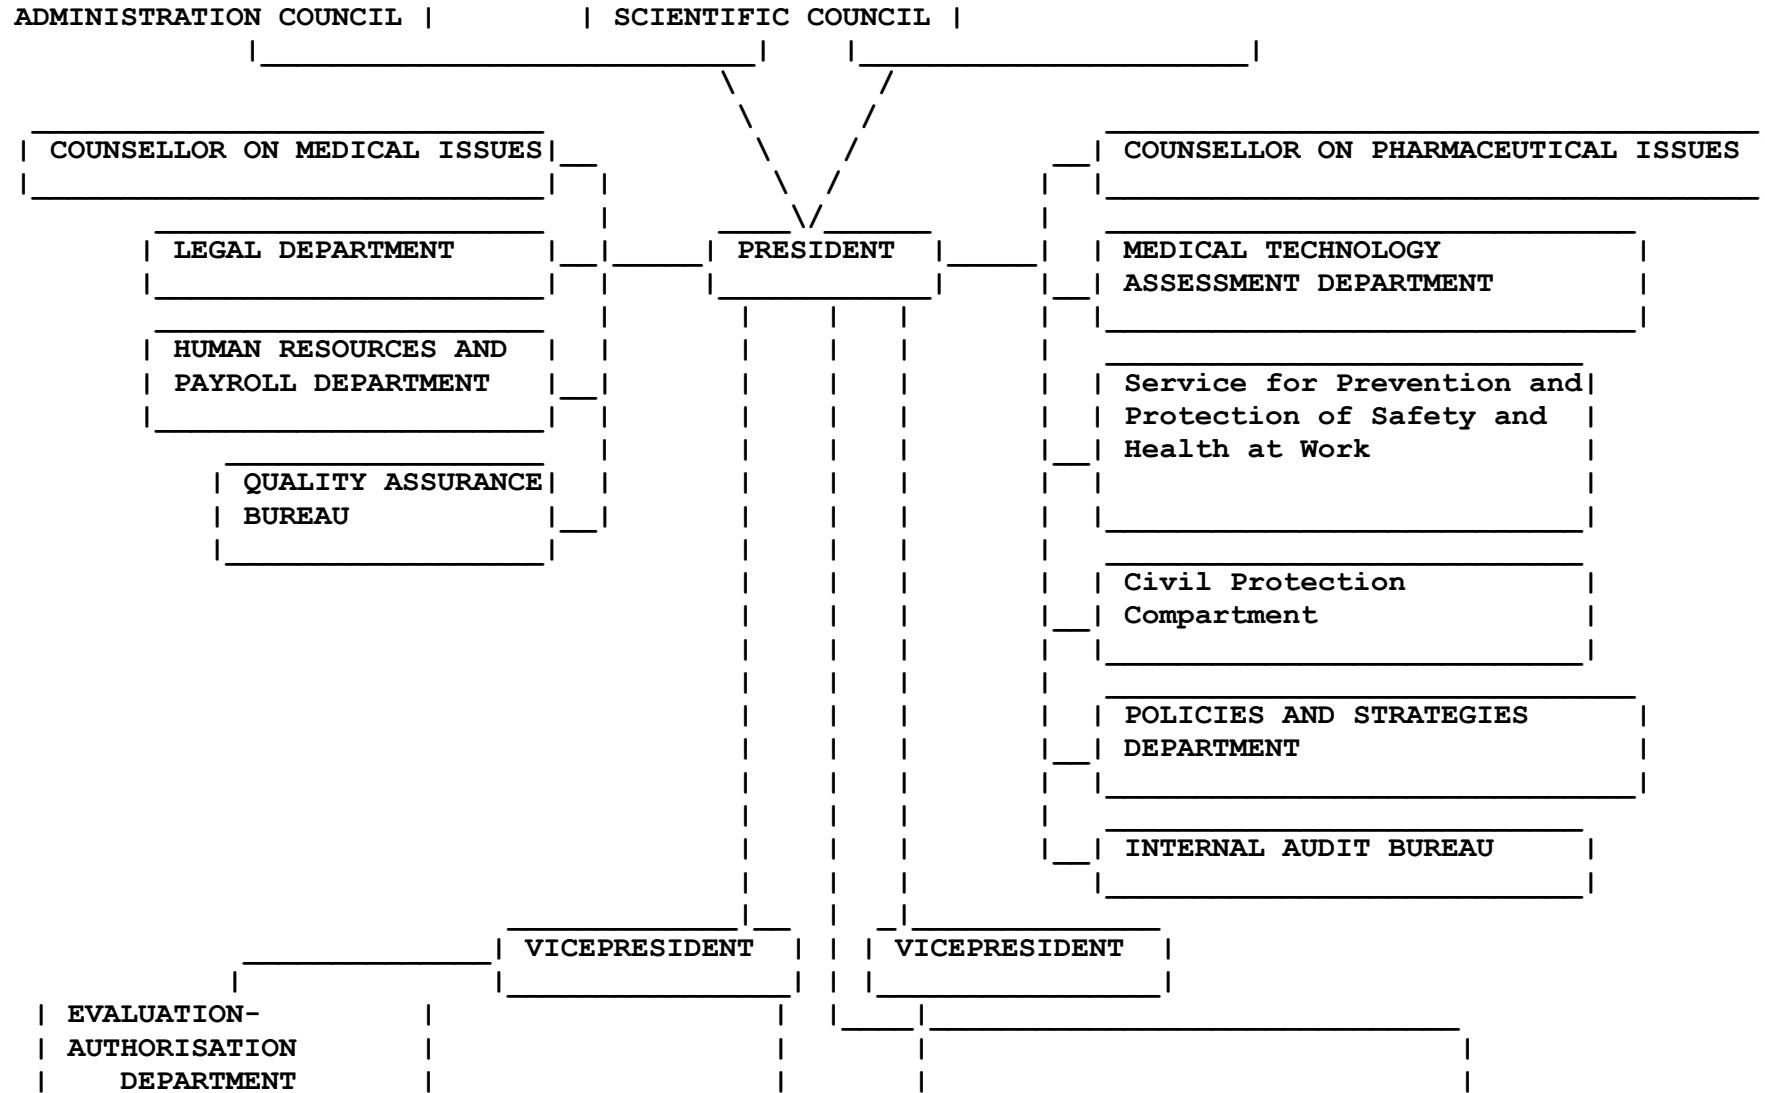 ADMINISTRATION COUNCIL | | SCIENTIFIC COUNCIL |
COUNSELLOR ON MEDICAL ISSUES
COUNSELLOR ON PHARMACEUTICAL ISSUES
LEGAL DEPARTMENT
PRESIDENT
MEDICAL TECHNOLOGY
ASSESSMENT DEPARTMENT
HUMAN RESOURCES AND
PAYROLL DEPARTMENT
Service for Prevention and
Protection of Safety and
Health at Work
QUALITY ASSURANCE
BUREAU
Civil Protection
Compartment
POLICIES AND STRATEGIES
DEPARTMENT
INTERNAL AUDIT BUREAU
VICEPRESIDENT
VICEPRESIDENT
EVALUATION-
AUTHORISATION
DEPARTMENT